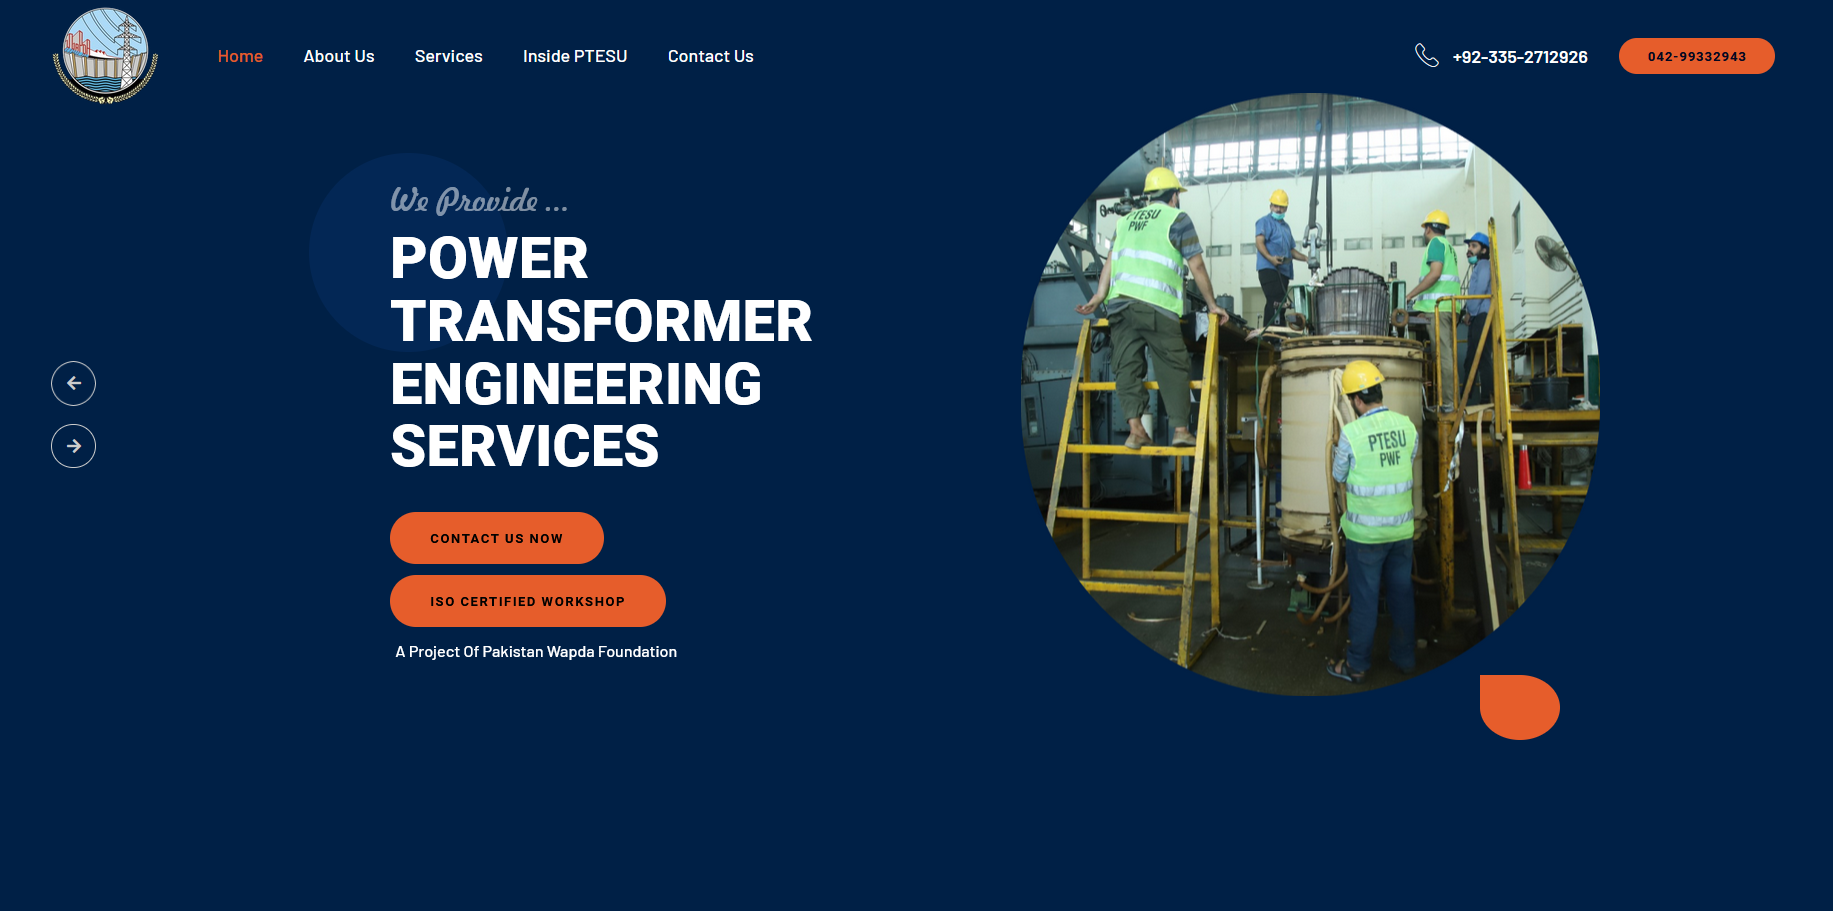 Home About Us Services Inside PTESU Contact Us +92-335-2712926 042-99332943
We Provide ...
POWER
TRANSFORMER
ENGINEERING
SERVICES
CONTACT US NOW
ISO CERTIFIED WORKSHOP
A Project Of Pakistan Wapda Foundation
PTESU
PWF
PTESU
PWF